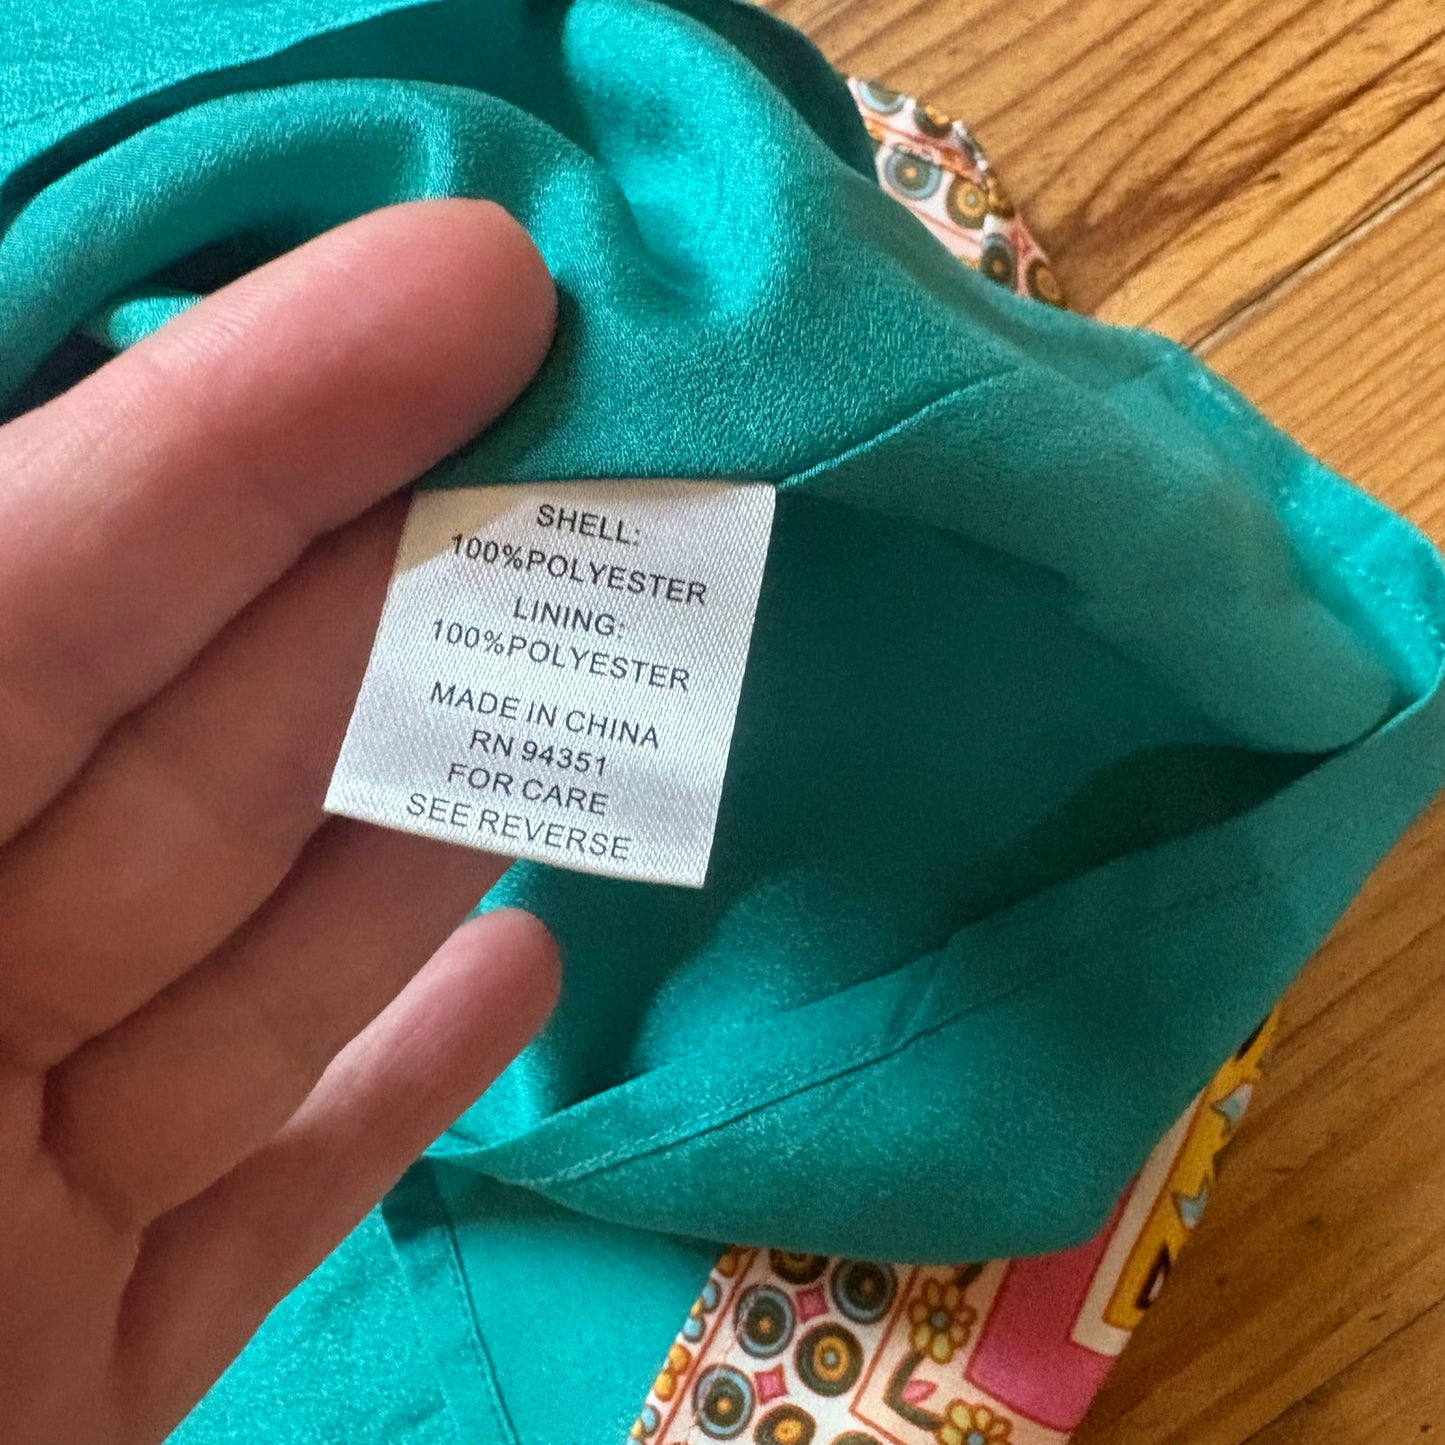 SHELL:
100%POLYESTER
LINING:
100%POLYESTER
MADE IN CHINA
RN 94351
FOR CARE
SEE REVERSE